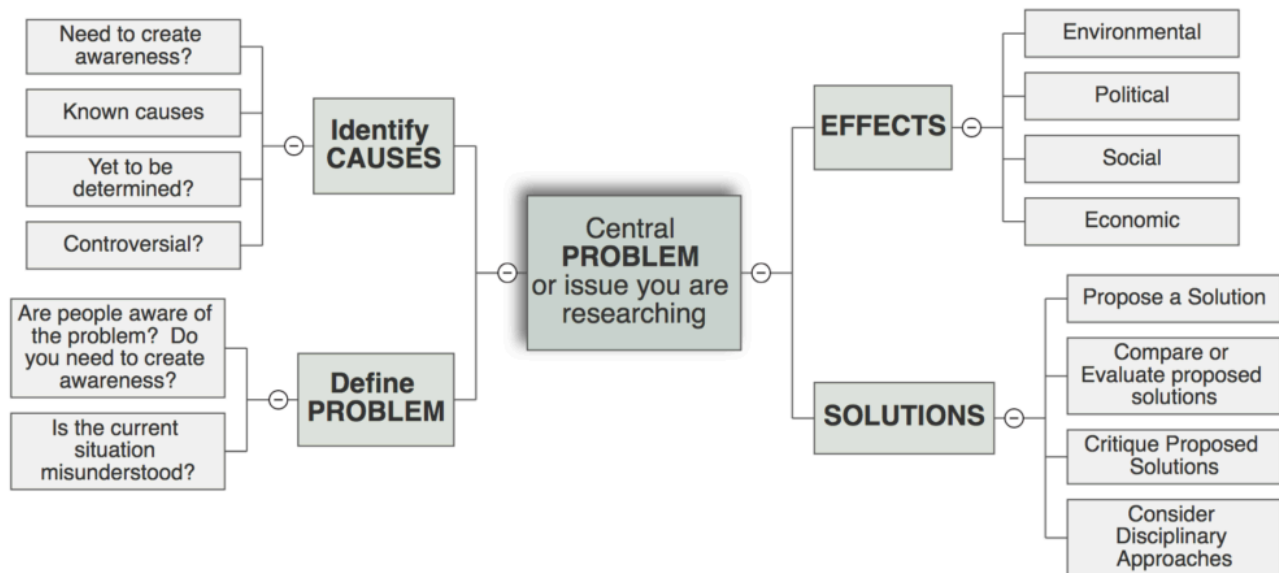 Need to create
awareness?
Known causes
Yet to be
determined?
Controversial?
Identify
CAUSES
Are people aware of
the problem?  Do
you need to create
awareness?
Is the current
situation
misunderstood?
Define
PROBLEM
Central
PROBLEM
or issue you are
researching
EFFECTS
Environmental
Political
Social
Economic
SOLUTIONS
Propose a Solution
Compare or
Evaluate proposed
solutions
Critique Proposed
Solutions
Consider
Disciplinary
Approaches